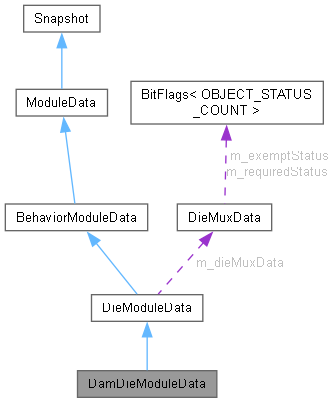 Snapshot
ModuleData
BitFlags< OBJECT_STATUS
_COUNT >
m_exemptStatus
m_requiredStatus
BehaviorModuleData
DieMuxData
m_dieMuxData
DieModuleData
DamDieModuleData